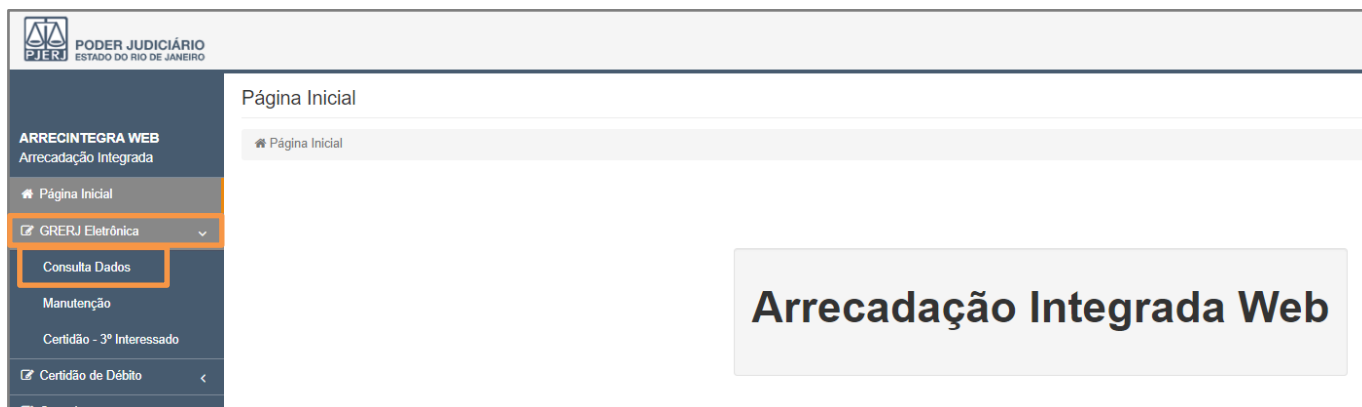 PJERJ
PODER JUDICIÁRIO
ESTADO DO RIO DE JANEIRO
Página Inicial
ARRECINTEGRA WEB
Arrecadação Integrada
Página Inicial
Página Inicial
GRERJ Eletrônica
Consulta Dados
Manutenção
Certidão - 3º Interessado
Certidão de Débito
Arrecadação Integrada Web